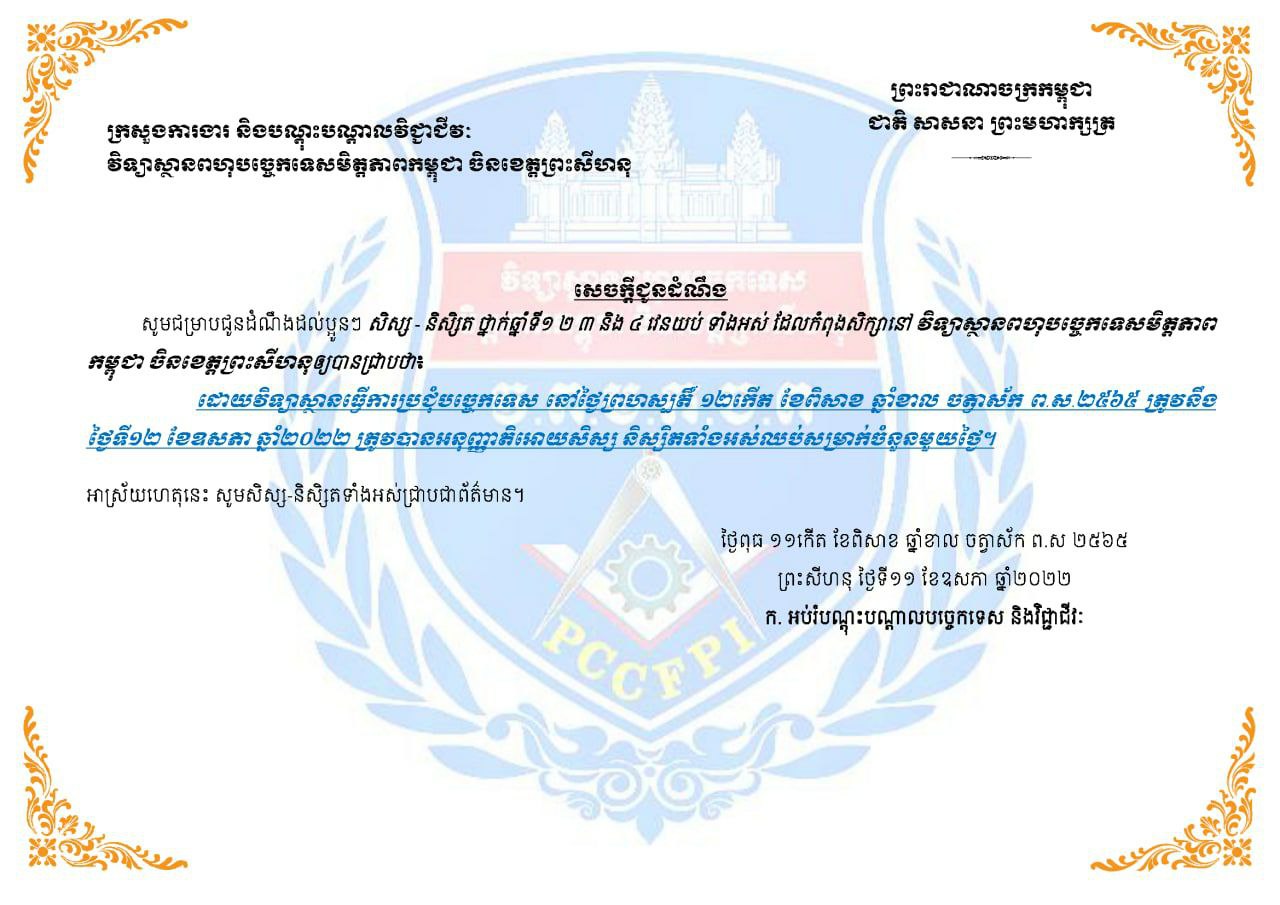 ព្រះរាជាណាចក្រកម្ពុជា
ជាតិ សាសនា ព្រះមហាក្សត្រ
ក្រសួងការងារ និងបណ្តុះបណ្តាលវិជ្ជាជីវៈ
វិទ្យាស្ថានពហុបច្ចេកទេសមិត្តភាពកម្ពុជា ចិនខេត្តព្រះសីហនុ
វិទ្យាស្ថានពហុបច្ចេកទេស
សេចក្តីជូនដំណឹង
សូមជម្រាបជូនដំណឹងដល់ប្អូនៗ សិស្ស - និស្សិត ថ្នាក់ឆ្នាំទី១ ២ ៣ និង ៤ វេនយប់ ទាំងអស់ ដែលកំពុងសិក្សានៅ វិទ្យាស្ថានពហុបច្ចេកទេសមិត្តភាព
កម្ពុជា ចិនខេត្តព្រះសីហនុឲ្យបានជ្រាបថា៖
ដោយវិទ្យាស្ថានធ្វើការប្រជុំបច្ចេកទេស នៅថ្ងៃព្រហស្បតិ៍ ១២កើត ខែពិសាខ ឆ្នាំខាល ចត្វាស័ក ព.ស.២៥៦៥ ត្រូវនឹង
ថ្ងៃទី១២ ខែឧសភា ឆ្នាំ២០២២ ត្រូវបានអនុញ្ញាតិអោយសិស្ស និស្សិតទាំងអស់ឈប់សម្រាក់ចំនួនមួយថ្ងៃ។
អាស្រ័យហេតុនេះ សូមសិស្ស-និស្សិតទាំងអស់ជ្រាបជាព័ត៌មាន។
ថ្ងៃពុធ ១១កើត ខែពិសាខ ឆ្នាំខាល ចត្វាស័ក ព.ស ២៥៦៥
ព្រះសីហនុ ថ្ងៃទី១១ ខែឧសភា ឆ្នាំ២០២២
ក. អប់រំបណ្តុះបណ្តាលបច្ចេកទេស និងវិជ្ជាជីវៈ
PCCFPI